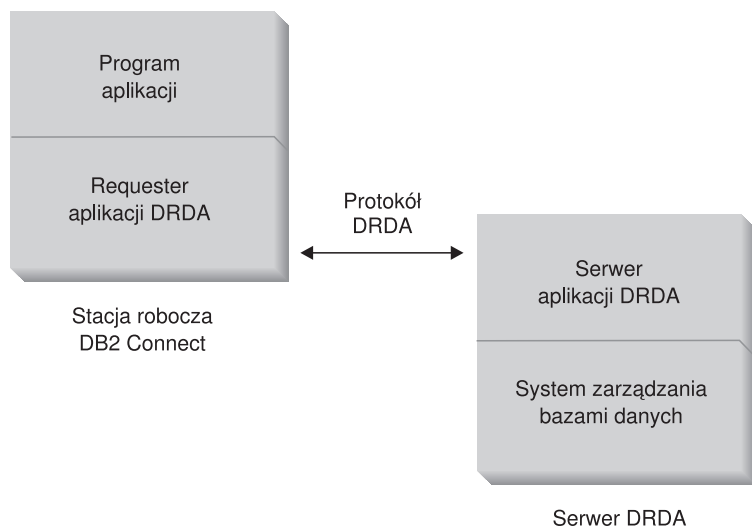 Program
aplikacji
Requester
aplikacji DRDA
Stacja robocza
DB2 Connect
Protokół
DRDA
Serwer
aplikacji DRDA
System zarządzania
bazami danych
Serwer DRDA